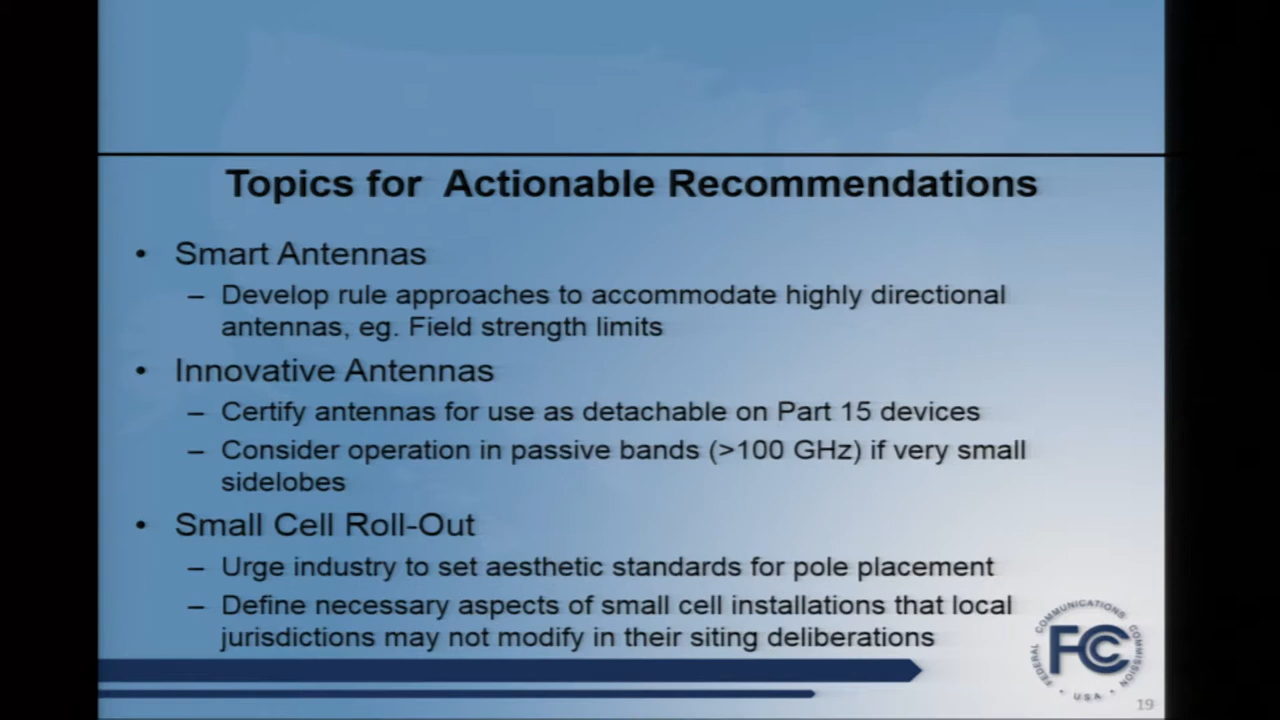 Topics for Actionable Recommendations
• Smart Antennas
– Develop rule approaches to accommodate highly directional
antennas, eg. Field strength limits
• Innovative Antennas
– Certify antennas for use as detachable on Part 15 devices
– Consider operation in passive bands (>100 GHz) if very small
sidelobes
• Small Cell Roll-Out
– Urge industry to set aesthetic standards for pole placement
– Define necessary aspects of small cell installations that local
jurisdictions may not modify in their siting deliberations
FEDERAL COMMUNICATIONS COMMISSION
FCC
• USA •
19